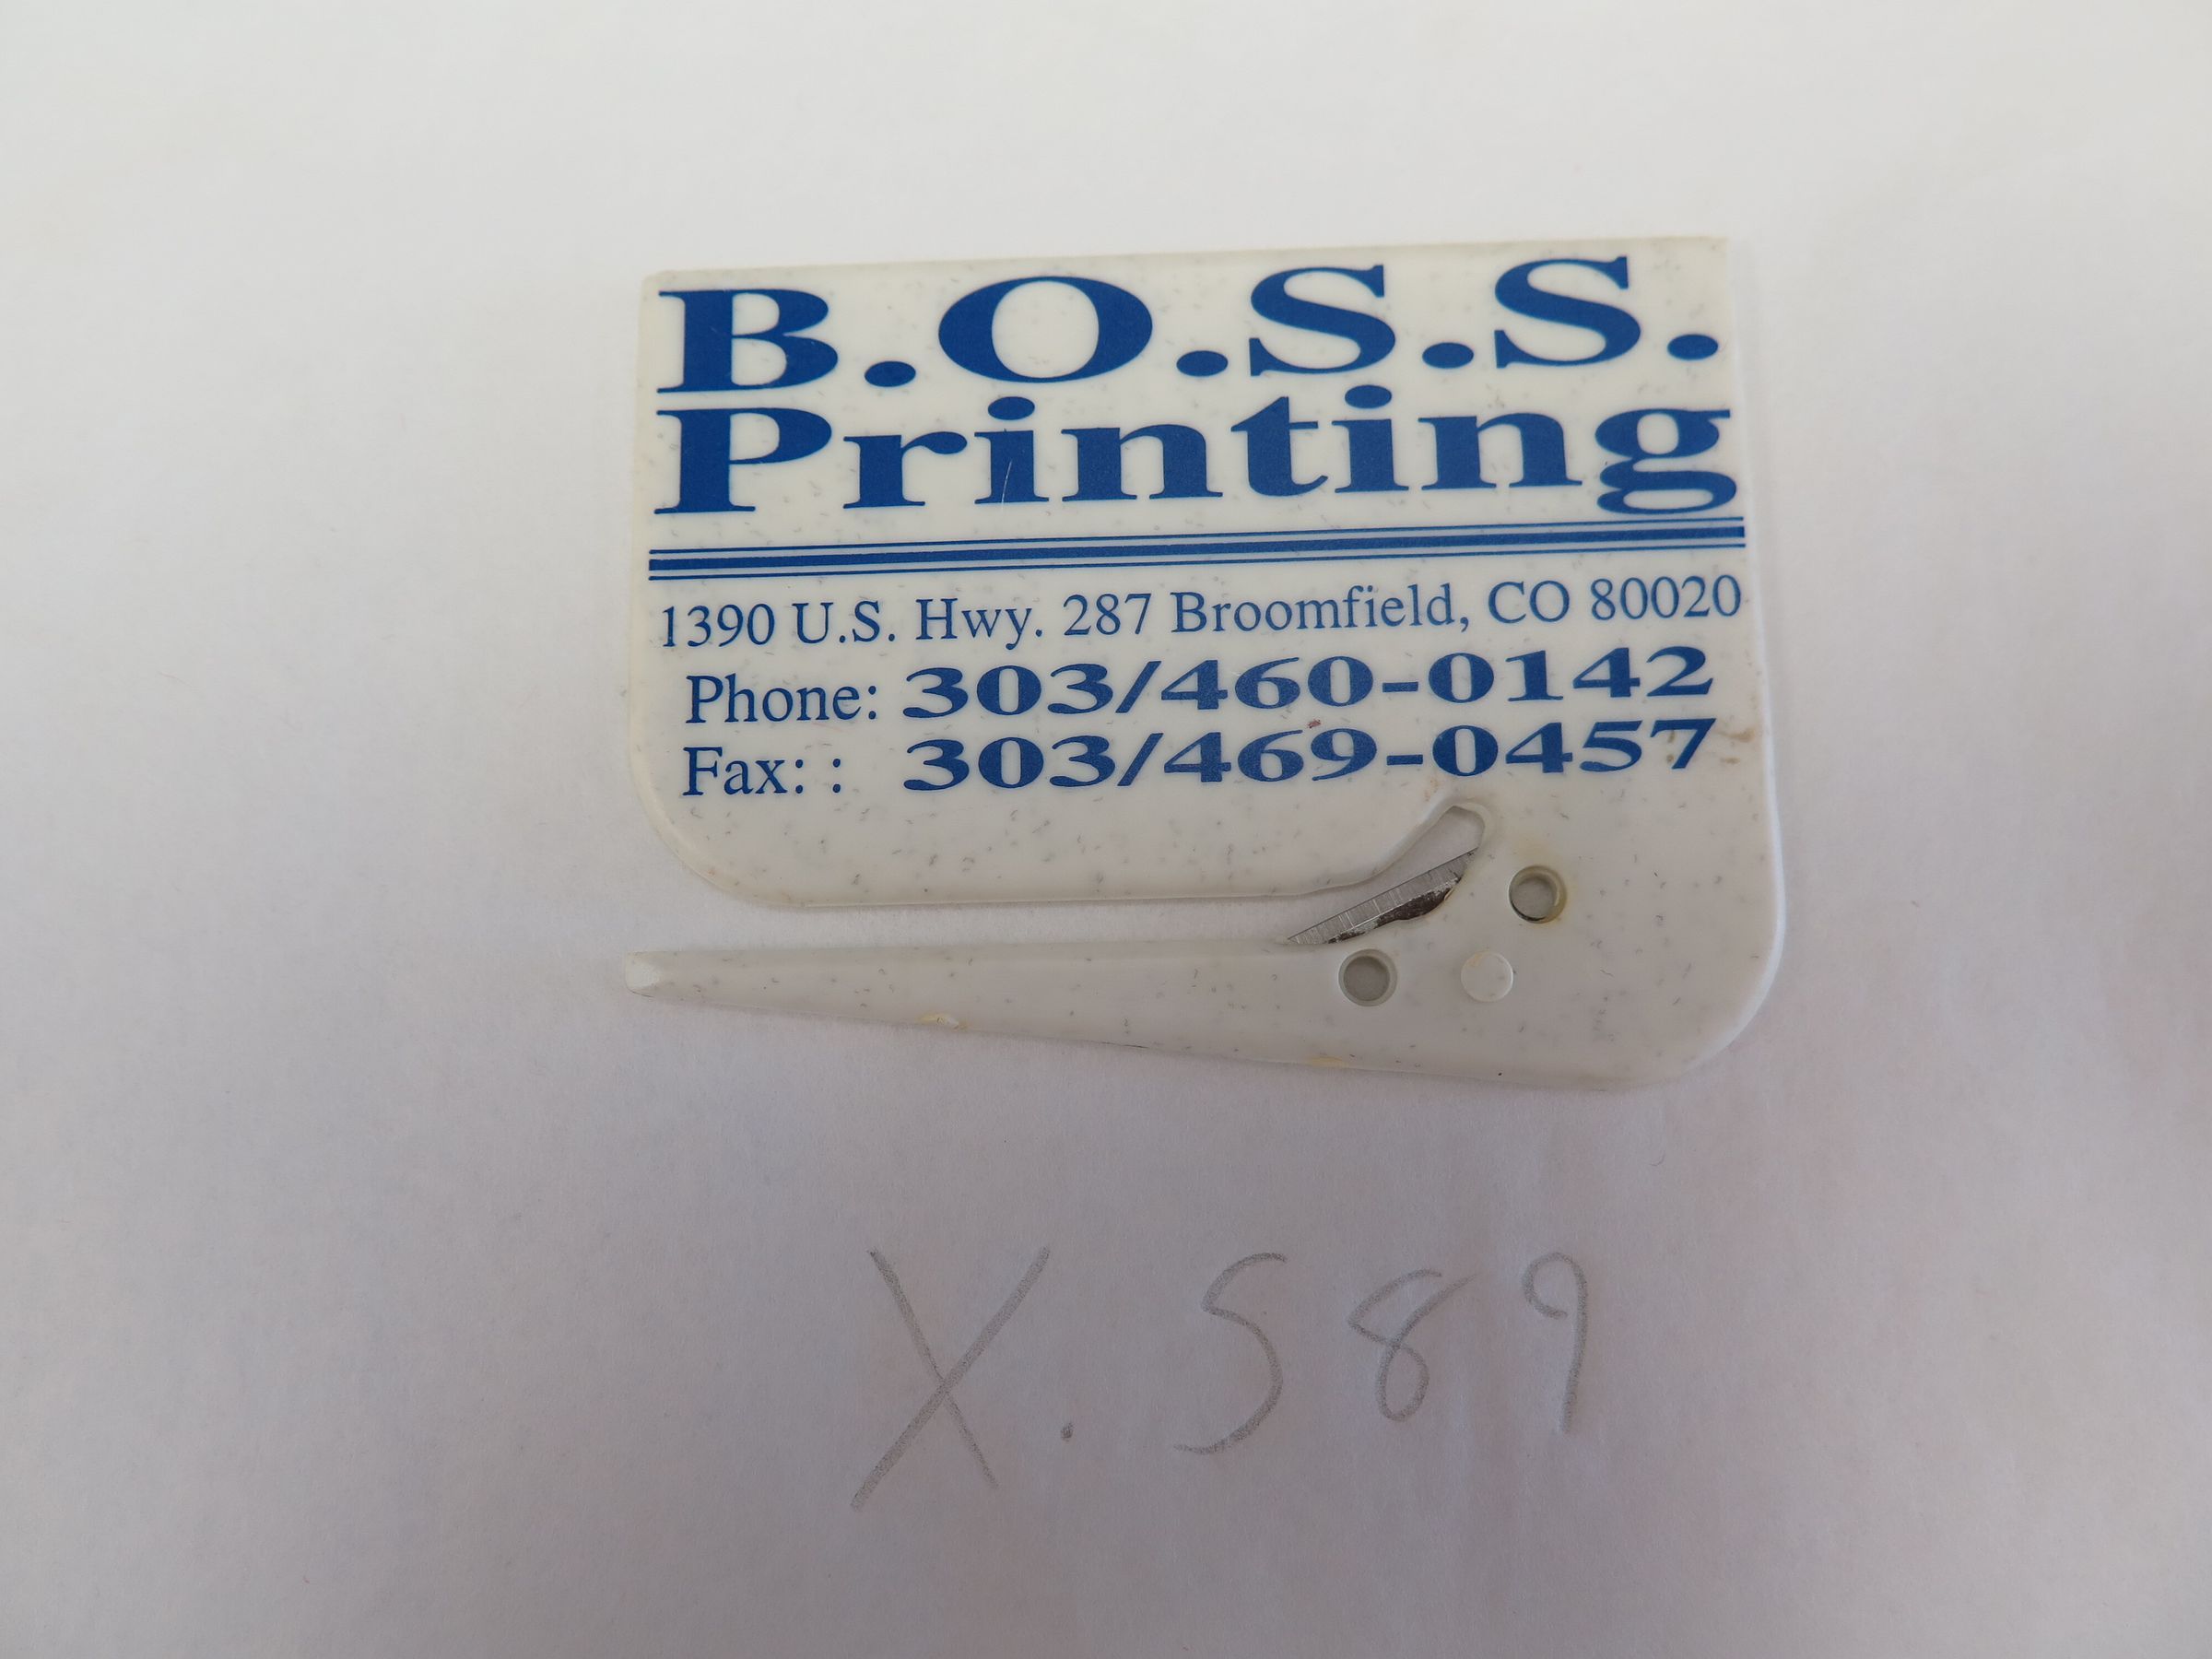 B.O.S.S.
Printing
1390 U.S. Hwy. 287 Broomfield, CO 80020
Phone: 303/460-0142
Fax: : 303/469-0457
X. 589